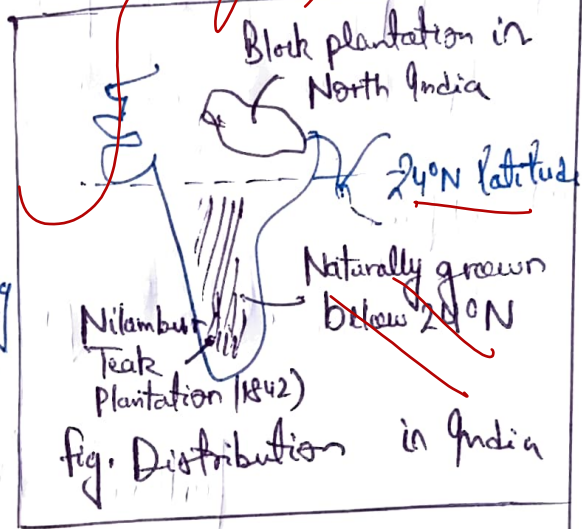 Block plantation in
North India
24°N latitude
Naturally grown
below 24°N
Nilambur
Teak
Plantation (1842)
fig. Distribution in India